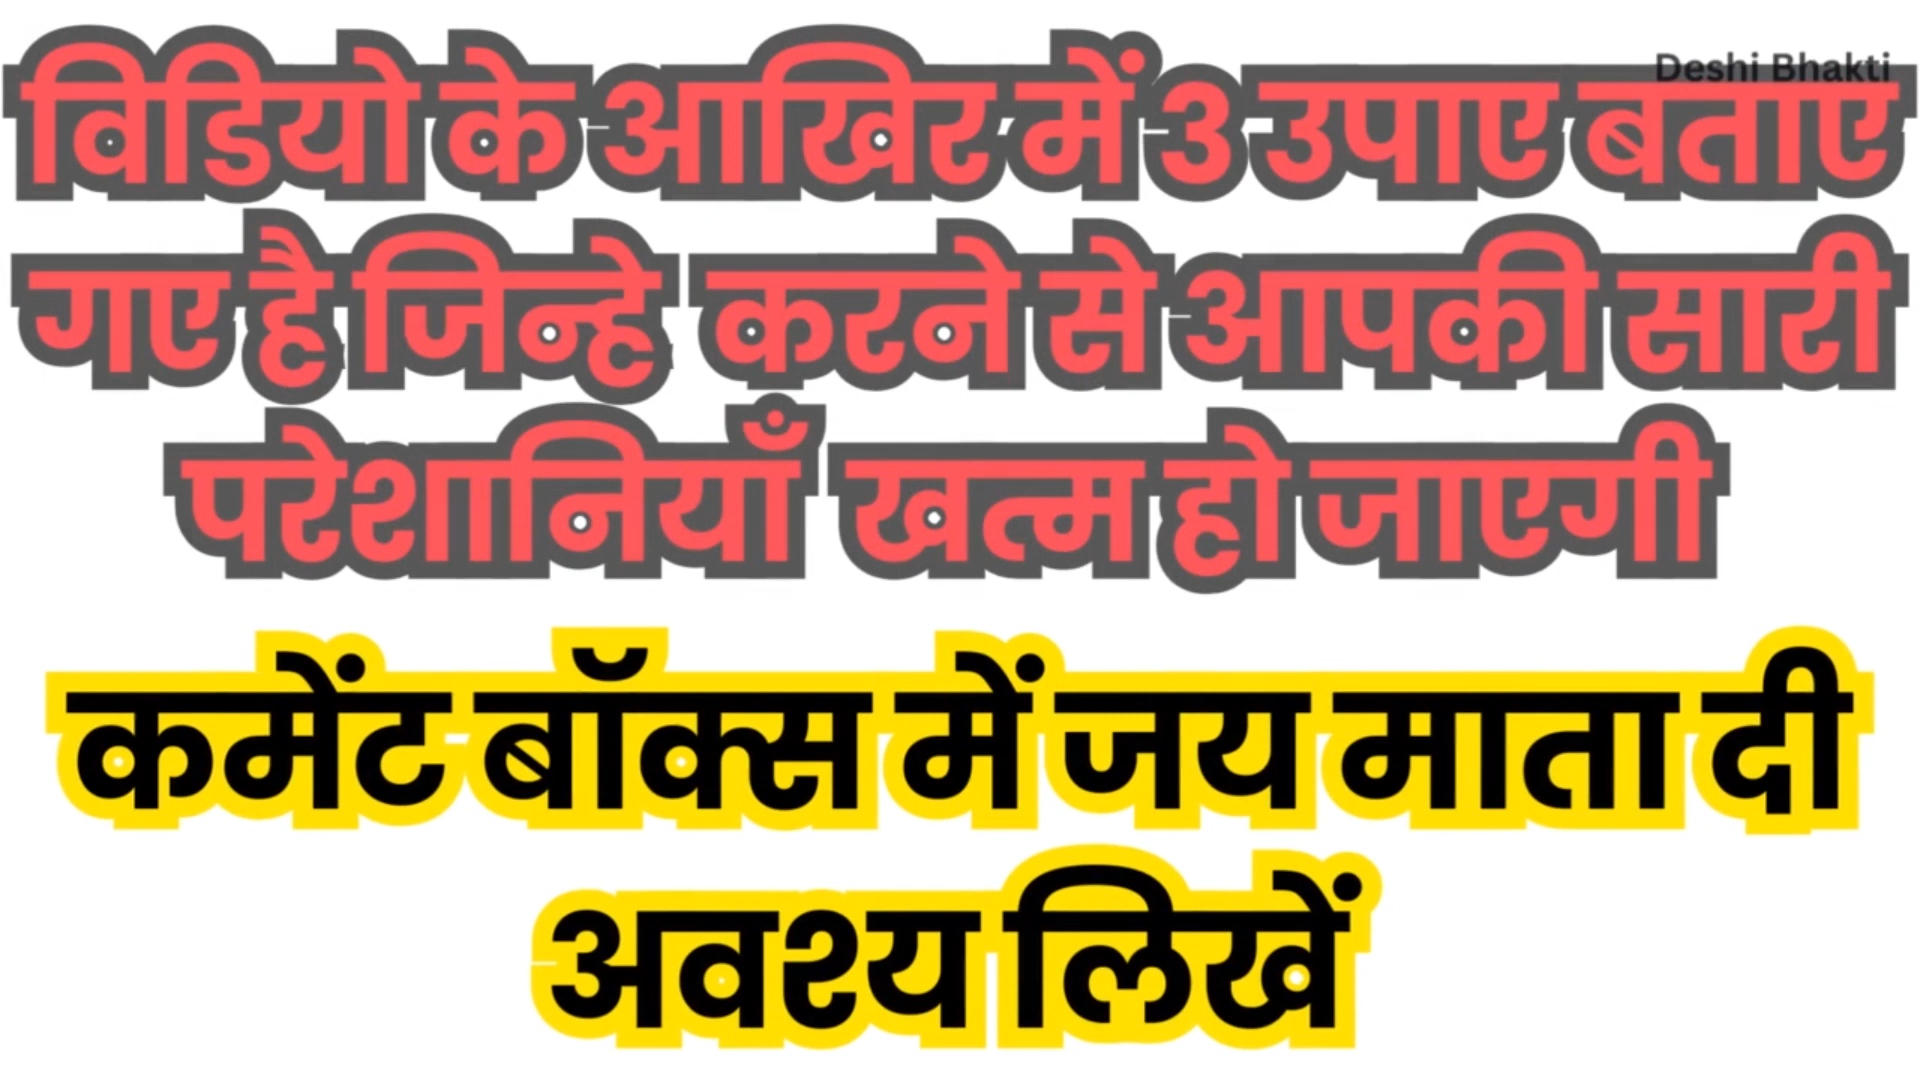 Deshi Bhakti
विडियो के आखिर में 3 उपाए बताए
गए है जिन्हे करने से आपकी सारी
परेशानियाँ खत्म हो जाएगी
कमेंट बॉक्स में जय माता दी
अवश्य लिखें